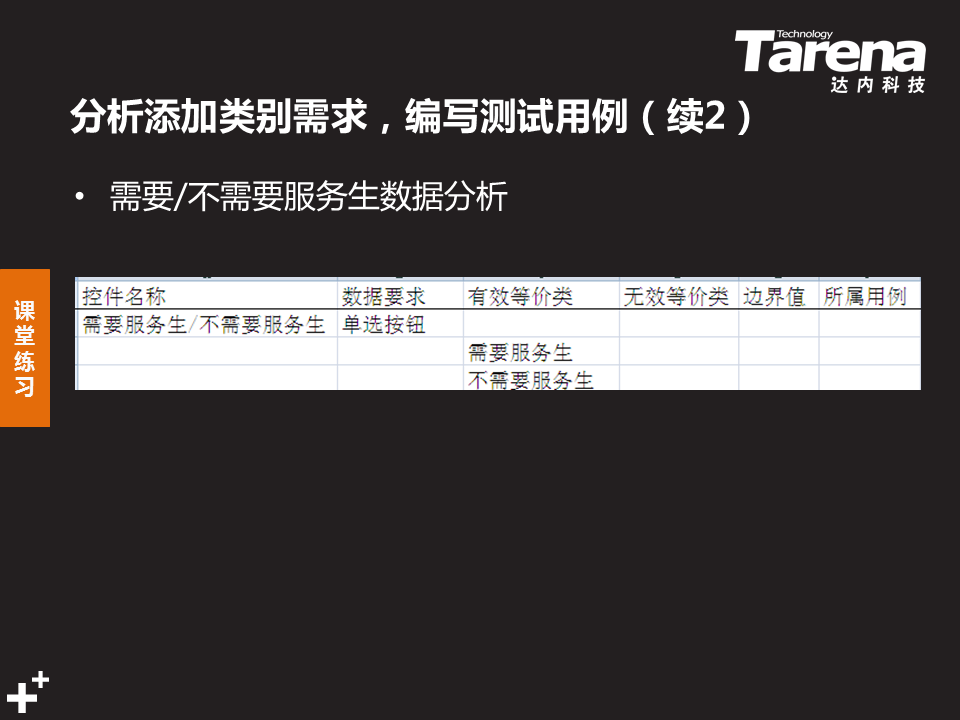 Technology
Tarena
达内科技
分析添加类别需求，编写测试用例（续2）
• 需要/不需要服务生数据分析
课堂练习
控件名称 数据要求 有效等价类 无效等价类 边界值 所属用例
需要服务生/不需要服务生 单选按钮
需要服务生
不需要服务生